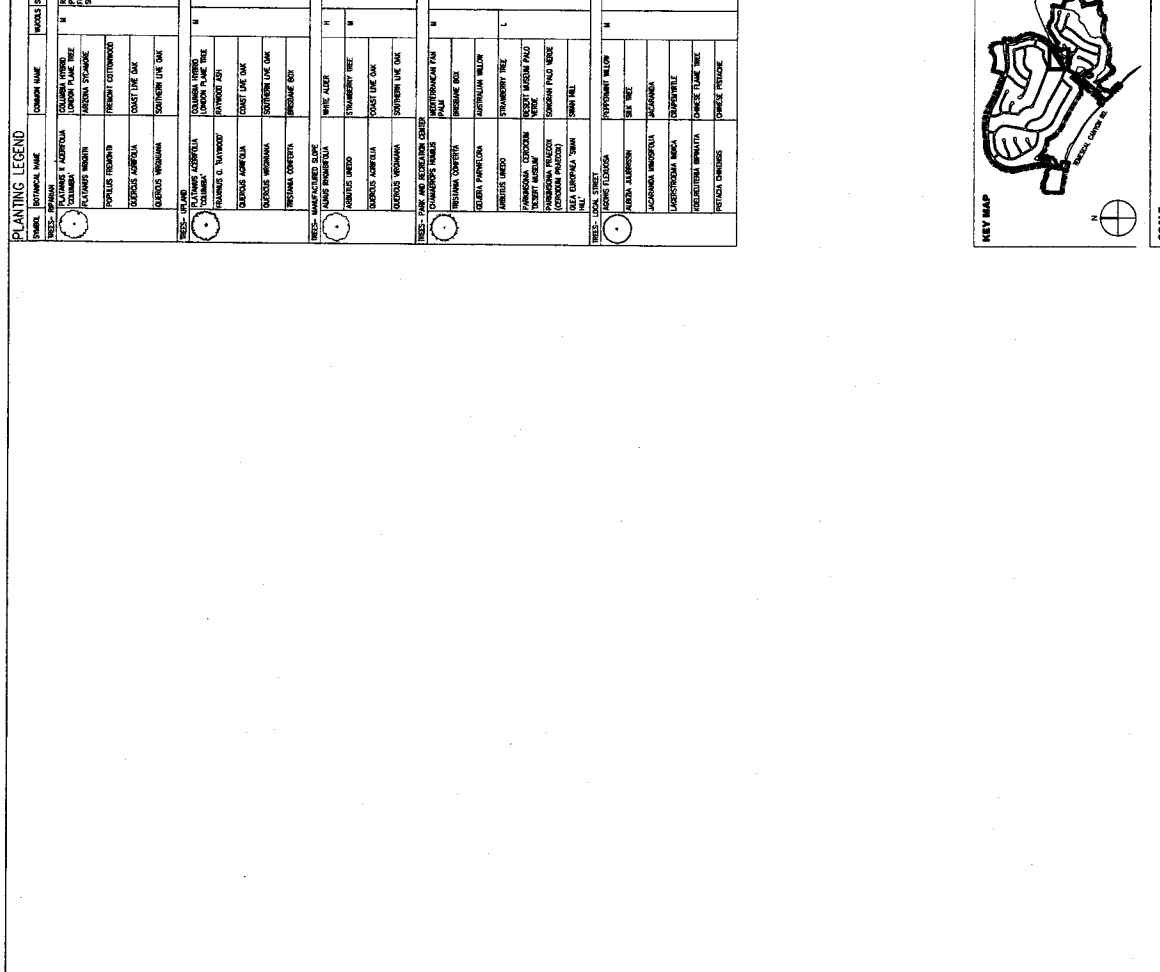 PLANTING LEGEND
SYMBOL BOTANICAL NAME COMMON NAME WUCOLS
TREES- RIPARIAN
PLATANUS X ACERIFOLIA 'COLUMBIA' COLUMBIA HYBRID LONDON PLANE TREE M
PLATANUS WRIGHTII ARIZONA SYCAMORE
POPULUS FREMONTII FREMONT COTTONWOOD
QUERCUS AGRIFOLIA COAST LIVE OAK
QUERCUS VIRGINIANA SOUTHERN LIVE OAK
TREES- UPLAND
PLATANUS ACERIFOLIA 'COLUMBIA' COLUMBIA HYBRID LONDON PLANE TREE M
FRAXINUS O. 'RAYWOOD' RAYWOOD ASH
QUERCUS AGRIFOLIA COAST LIVE OAK
QUERCUS VIRGINIANA SOUTHERN LIVE OAK
TRISTANIA CONFERTA BRISBANE BOX
TREES- MANUFACTURED SLOPE
ALNUS RHOMBIFOLIA WHITE ALDER H
ARBUTUS UNEDO STRAWBERRY TREE M
QUERCUS AGRIFOLIA COAST LIVE OAK
QUERCUS VIRGINIANA SOUTHERN LIVE OAK
TREES- PARK AND RECREATION CENTER
CHAMAEROPS HUMILIS MEDITERRANEAN FAN PALM M
TRISTANIA CONFERTA BRISBANE BOX
GEIJERA PARVIFLORA AUSTRALIAN WILLOW
ARBUTUS UNEDO STRAWBERRY TREE L
PARKINSONIA CERCIDIUM 'DESERT MUSEUM' DESERT MUSEUM PALO VERDE
PARKINSONIA PRAECOX (CERCIDIUM PRAECOX) SONORAN PALO VERDE
OLEA EUROPAEA 'SWAN HILL' SWAN HILL
TREES- LOCAL STREET
AGONIS FLEXUOSA PEPPERMINT WILLOW M
ALBIZIA JULIBRISSIN SILK TREE
JACARANDA MIMOSIFOLIA JACARANDA
LAGERSTROEMIA INDICA CRAPEMYRTLE
KOELREUTERIA BIPINNATA CHINESE FLAME TREE
PISTACIA CHINENSIS CHINESE PISTACHE
KEY MAP
N
CANYON RD.